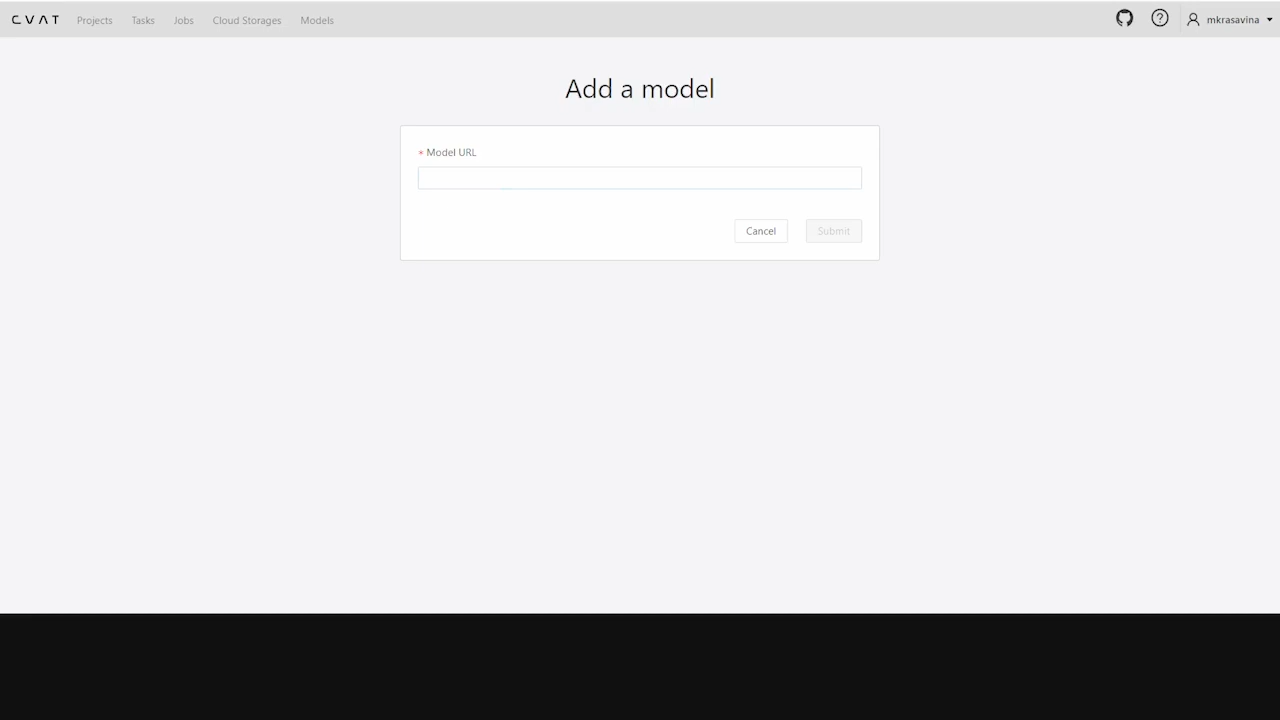 CVAT Projects Tasks Jobs Cloud Storages Models mkrasavina
Add a model
* Model URL
Cancel Submit